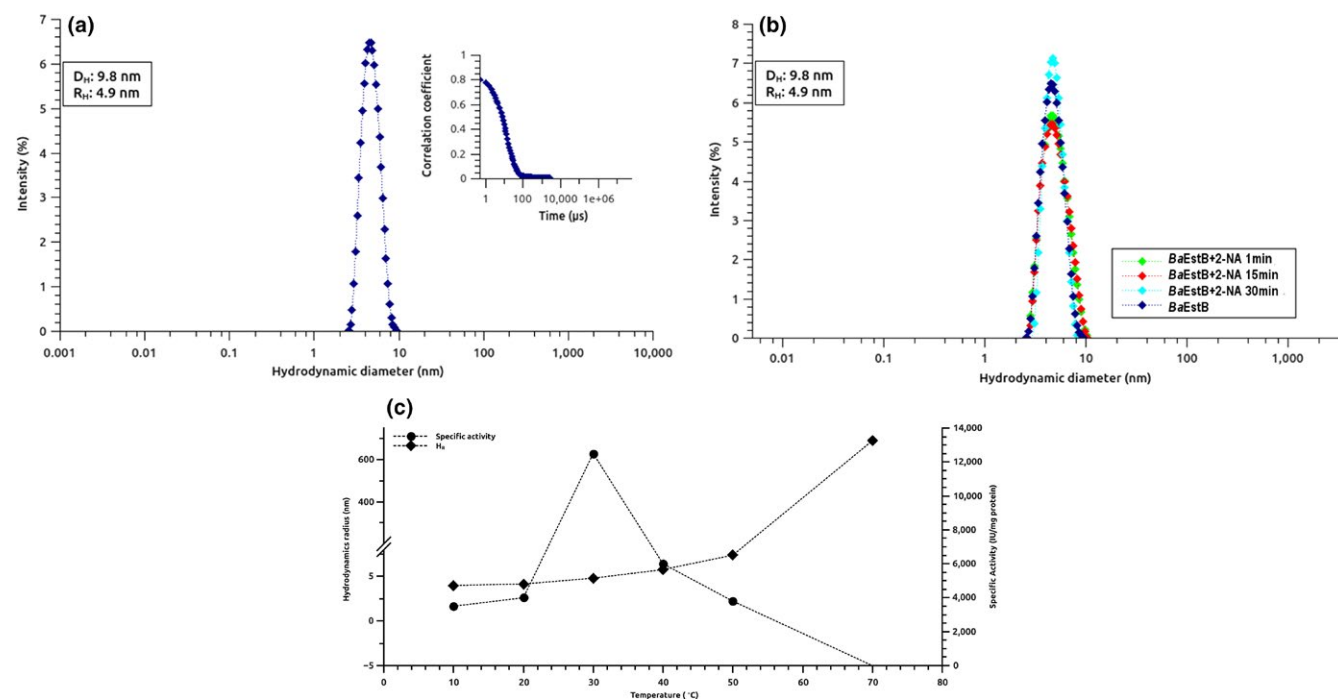 (a)
7
6
5
4
3
2
1
0
Intensity (%)
D_H: 9.8 nm
R_H: 4.9 nm
0.001
0.01
0.1
1
10
100
1,000
10,000
Hydrodynamic diameter (nm)
1
0.8
0.6
0.4
0.2
0
Correlation coefficient
1
100
10,000
1e+06
Time (µs)
(b)
8
7
6
5
4
3
2
1
0
Intensity (%)
D_H: 9.8 nm
R_H: 4.9 nm
BaEstB+2-NA 1min
BaEstB+2-NA 15min
BaEstB+2-NA 30min
BaEstB
0.01
0.1
1
10
100
1,000
Hydrodynamic diameter (nm)
(c)
Specific activity
H_R
600
400
5
0
−5
Hydrodynamics radius (nm)
14,000
12,000
10,000
8,000
6,000
4,000
2,000
0
Specific Activity (IU/mg protein)
0
10
20
30
40
50
60
70
80
Temperature (°C)